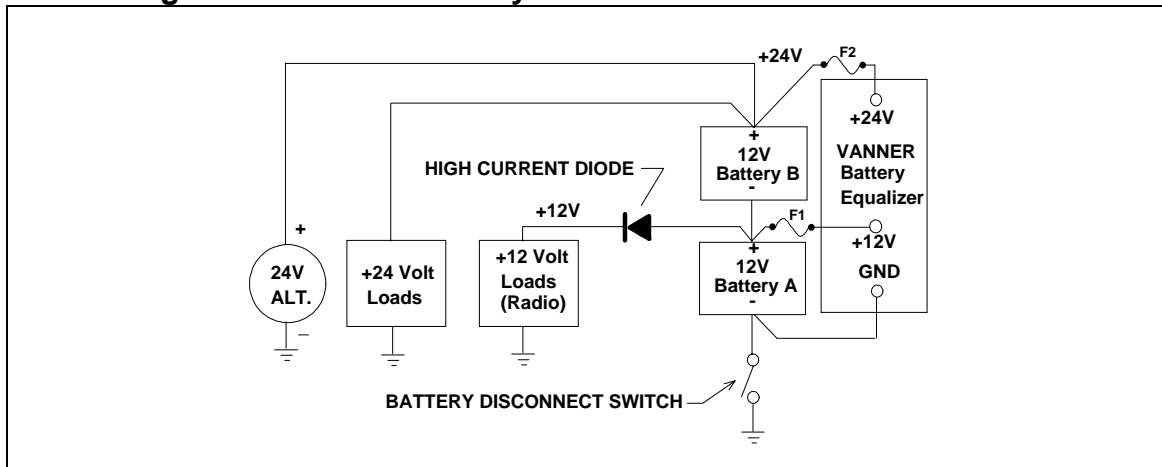 +24V
F2
+24V
+
12V
Battery B
-
VANNER
Battery
Equalizer
HIGH CURRENT DIODE
+12V
F1
+12V
+
24V
ALT.
–
+24 Volt
Loads
+12 Volt
Loads
(Radio)
+
12V
Battery A
-
GND
BATTERY DISCONNECT SWITCH